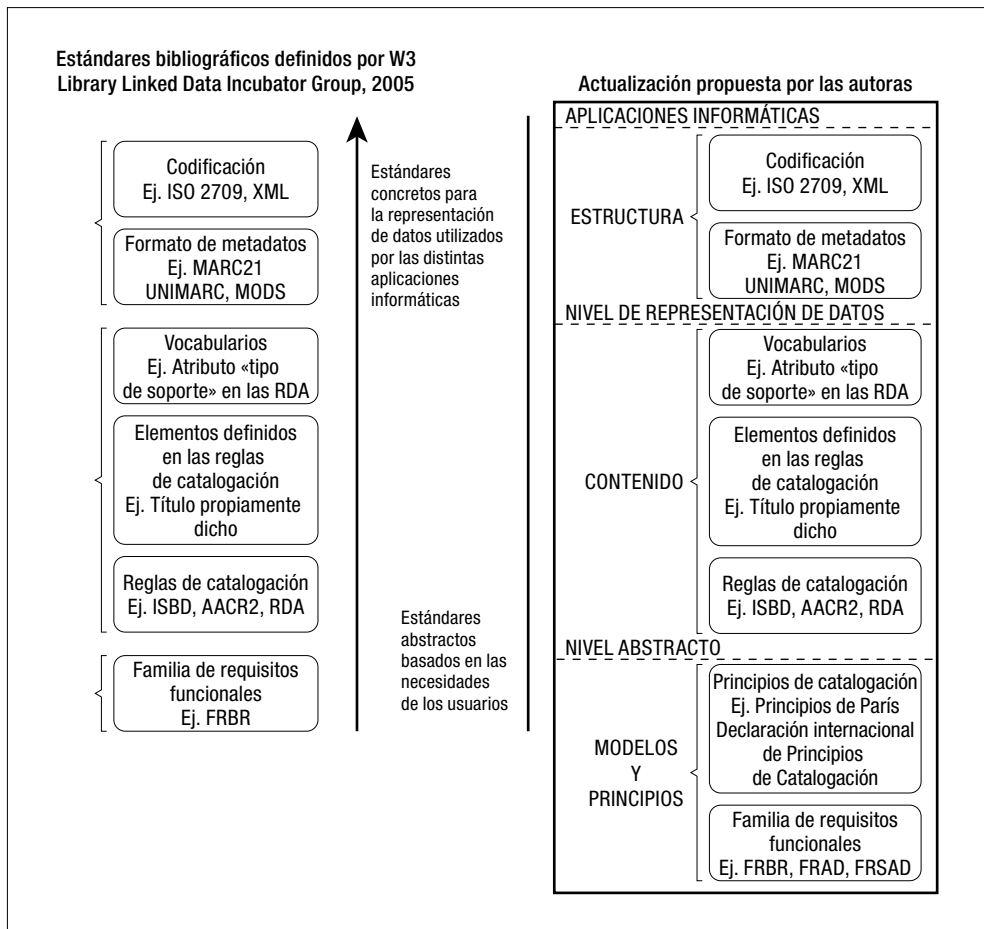 Estándares bibliográficos definidos por W3
Library Linked Data Incubator Group, 2005
Codificación
Ej. ISO 2709, XML
Formato de metadatos
Ej. MARC21
UNIMARC, MODS
Vocabularios
Ej. Atributo «tipo
de soporte» en las RDA
Elementos definidos
en las reglas
de catalogación
Ej. Título propiamente
dicho
Reglas de catalogación
Ej. ISBD, AACR2, RDA
Familia de requisitos
funcionales
Ej. FRBR
Estándares
concretos para
la representación
de datos utilizados
por las distintas
aplicaciones
informáticas
Estándares
abstractos
basados en las
necesidades
de los usuarios
Actualización propuesta por las autoras
APLICACIONES INFORMÁTICAS
ESTRUCTURA
Codificación
Ej. ISO 2709, XML
Formato de metadatos
Ej. MARC21
UNIMARC, MODS
NIVEL DE REPRESENTACIÓN DE DATOS
CONTENIDO
Vocabularios
Ej. Atributo «tipo
de soporte» en las RDA
Elementos definidos
en las reglas
de catalogación
Ej. Título propiamente
dicho
Reglas de catalogación
Ej. ISBD, AACR2, RDA
NIVEL ABSTRACTO
MODELOS
Y
PRINCIPIOS
Principios de catalogación
Ej. Principios de París
Declaración internacional
de Principios
de Catalogación
Familia de requisitos
funcionales
Ej. FRBR, FRAD, FRSAD